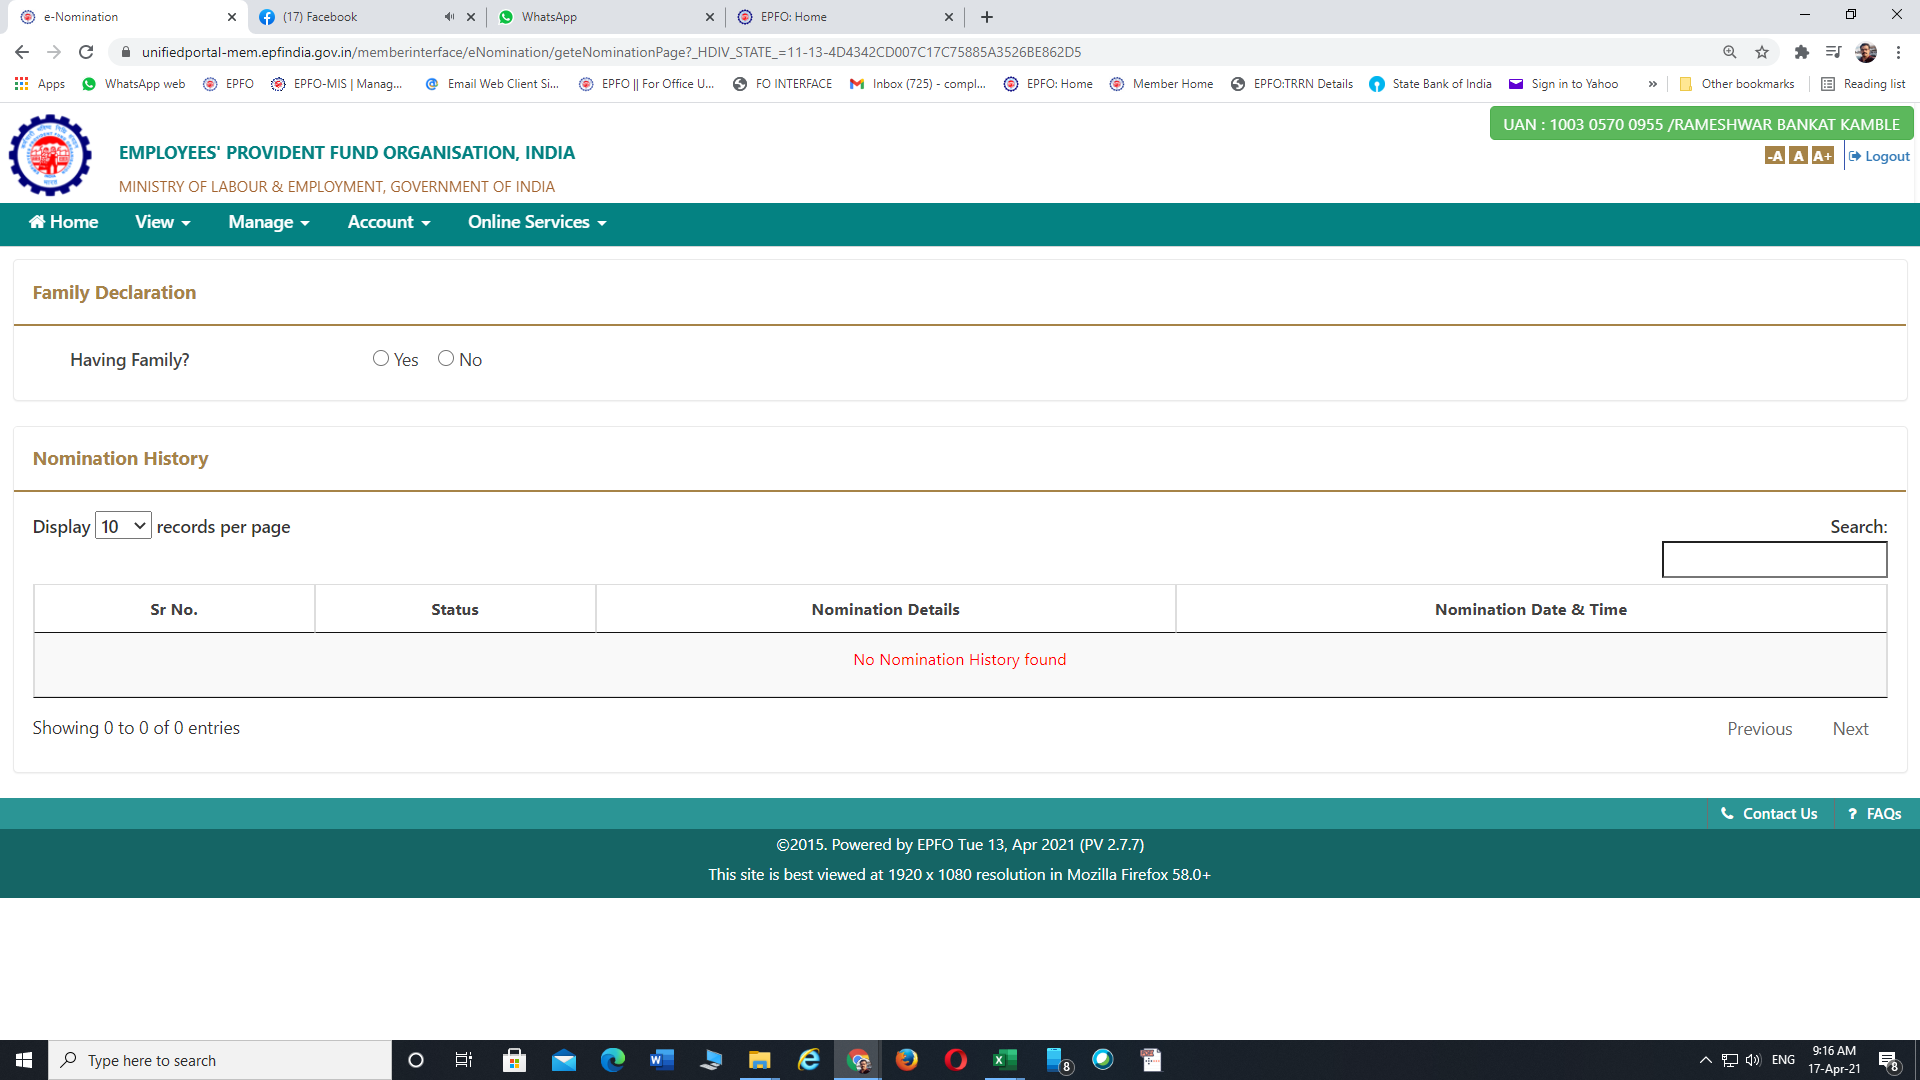 e-Nomination
(17) Facebook
WhatsApp
EPFO: Home
unifiedportal-mem.epfindia.gov.in/memberinterface/eNomination/geteNominationPage?_HDIV_STATE_=11-13-4D4342CD007C17C75885A3526BE862D5
Apps WhatsApp web EPFO EPFO-MIS | Manag... Email Web Client Si... EPFO || For Office U... FO INTERFACE Inbox (725) - compl... EPFO: Home Member Home EPFO:TRRN Details State Bank of India Sign in to Yahoo » Other bookmarks Reading list
UAN : 1003 0570 0955 /RAMESHWAR BANKAT KAMBLE
EMPLOYEES' PROVIDENT FUND ORGANISATION, INDIA
-A A A+ Logout
MINISTRY OF LABOUR & EMPLOYMENT, GOVERNMENT OF INDIA
Home View Manage Account Online Services
Family Declaration
Having Family? Yes No
Nomination History
Display 10 records per page
Search:
Sr No. Status Nomination Details Nomination Date & Time
No Nomination History found
Showing 0 to 0 of 0 entries
Previous Next
Contact Us ? FAQs
©2015. Powered by EPFO Tue 13, Apr 2021 (PV 2.7.7)
This site is best viewed at 1920 x 1080 resolution in Mozilla Firefox 58.0+
Type here to search
8
ENG
9:16 AM
17-Apr-21
8